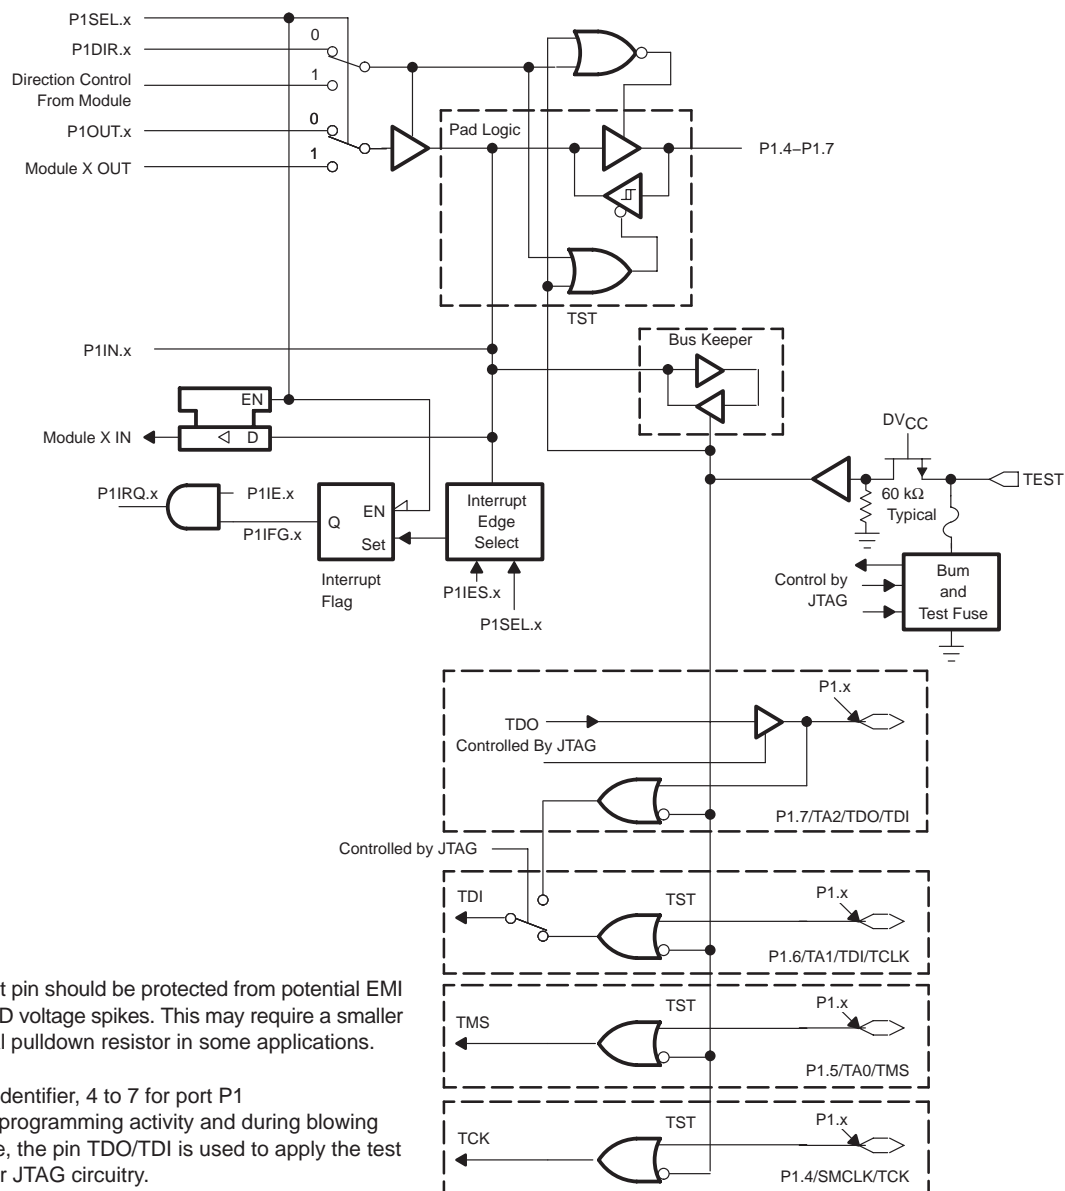 P1SEL.x
0
P1DIR.x
Direction Control
From Module
1
P1OUT.x
0
Module X OUT
1
Pad Logic
P1.4–P1.7
TST
P1IN.x
Bus Keeper
EN
Module X IN
D
DVCC
TEST
60 kΩ
Typical
P1IRQ.x
P1IE.x
P1IFG.x
Q
EN
Set
Interrupt
Edge
Select
Interrupt
Flag
P1IES.x
P1SEL.x
Control by
JTAG
Bum
and
Test Fuse
P1.x
TDO
Controlled By JTAG
P1.7/TA2/TDO/TDI
Controlled by JTAG
TDI
TST
P1.x
P1.6/TA1/TDI/TCLK
TMS
TST
P1.x
P1.5/TA0/TMS
TCK
TST
P1.x
P1.4/SMCLK/TCK
t pin should be protected from potential EMI
D voltage spikes. This may require a smaller
l pulldown resistor in some applications.
dentifier, 4 to 7 for port P1
programming activity and during blowing
e, the pin TDO/TDI is used to apply the test
r JTAG circuitry.